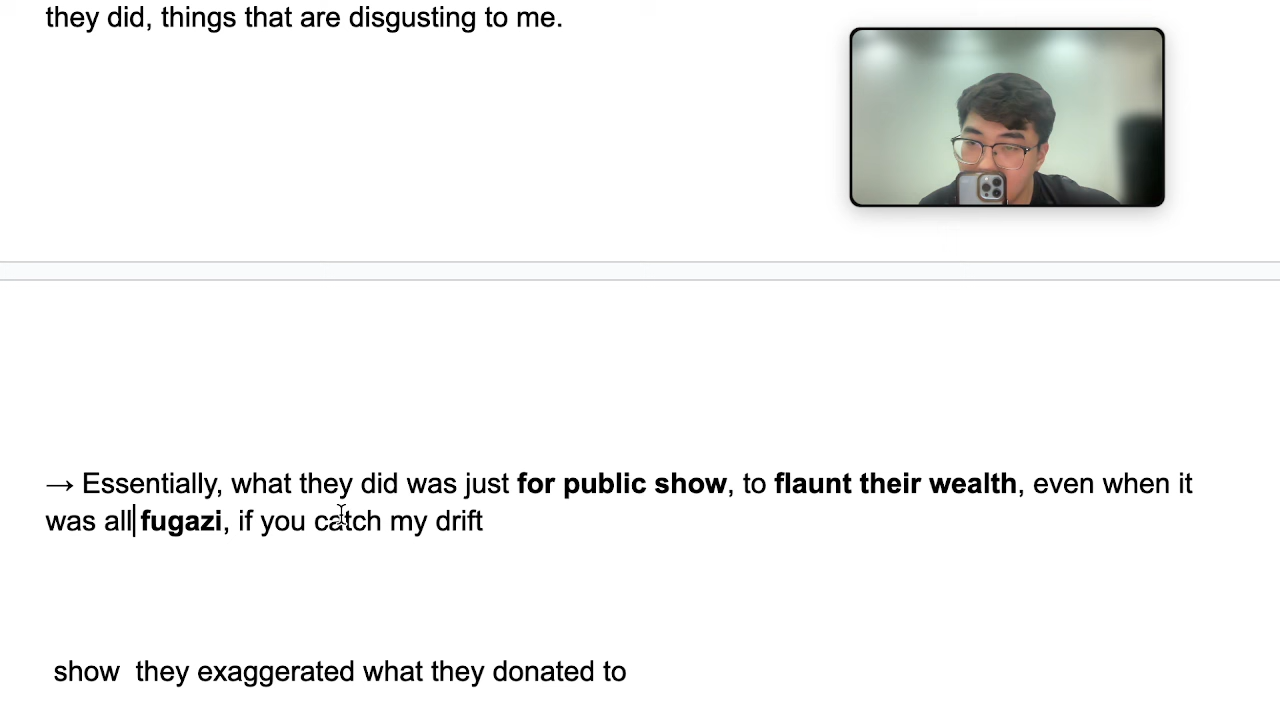 they did, things that are disgusting to me.
→ Essentially, what they did was just for public show, to flaunt their wealth, even when it
was all fugazi, if you catch my drift
show  they exaggerated what they donated to